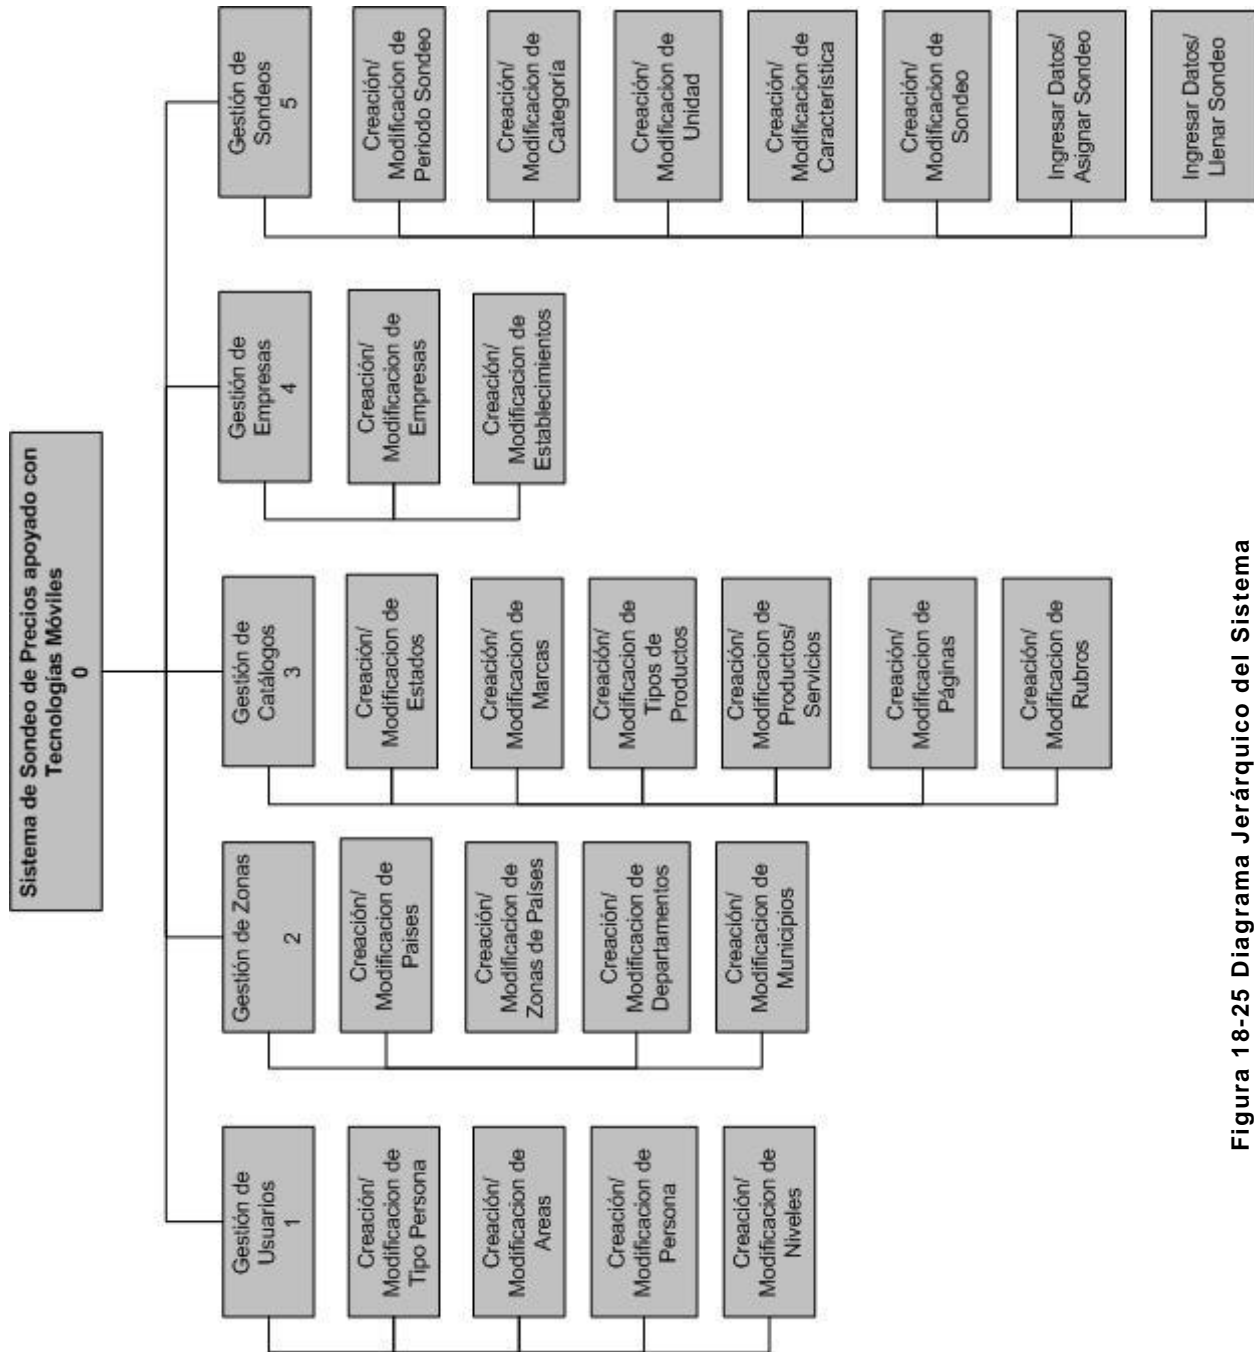 Sistema de Sondeo de Precios apoyado con
Tecnologías Móviles
0
Gestión de
Usuarios
1
Creación/
Modificacion de
Tipo Persona
Creación/
Modificacion de
Areas
Creación/
Modificacion de
Persona
Creación/
Modificacion de
Niveles
Gestión de Zonas
2
Creación/
Modificacion de
Paises
Creación/
Modificacion de
Zonas de Países
Creación/
Modificacion de
Departamentos
Creación/
Modificacion de
Municipios
Gestión de
Catálogos
3
Creación/
Modificacion de
Estados
Creación/
Modificacion de
Marcas
Creación/
Modificacion de
Tipos de
Productos
Creación/
Modificacion de
Productos/
Servicios
Creación/
Modificacion de
Páginas
Creación/
Modificacion de
Rubros
Gestión de
Empresas
4
Creación/
Modificacion de
Empresas
Creación/
Modificacion de
Establecimientos
Gestión de
Sondeos
5
Creación/
Modificacion de
Periodo Sondeo
Creación/
Modificacion de
Categoría
Creación/
Modificacion de
Unidad
Creación/
Modificacion de
Característica
Creación/
Modificacion de
Sondeo
Ingresar Datos/
Asignar Sondeo
Ingresar Datos/
Llenar Sondeo
Figura 18-25 Diagrama Jerárquico del Sistema